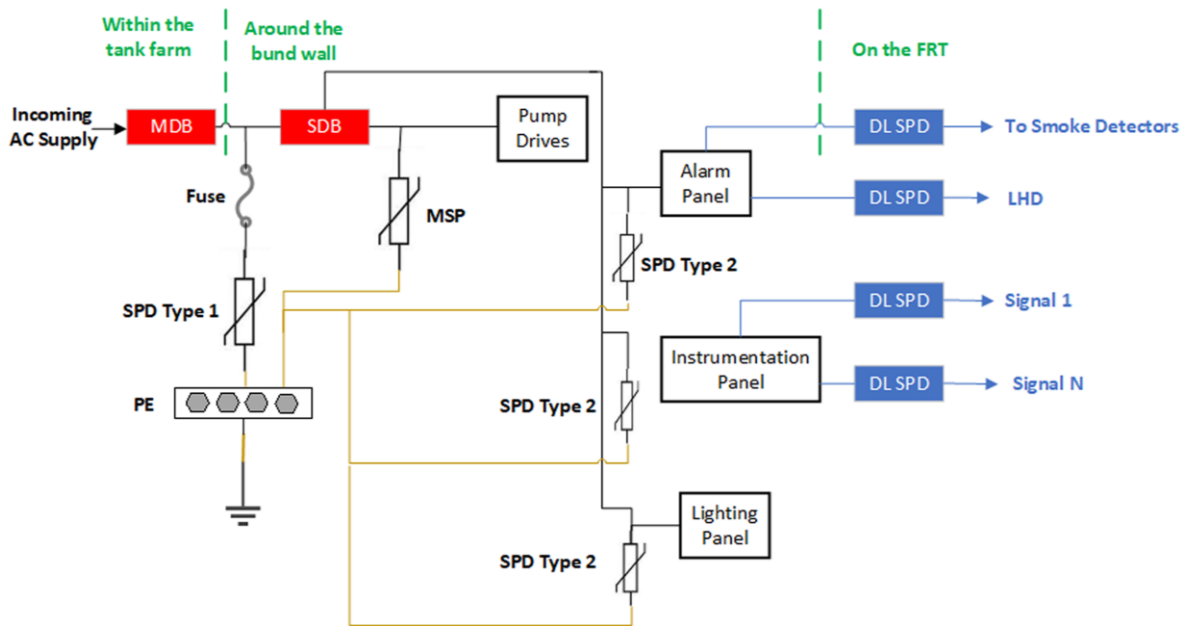 Within the
tank farm
Around the
bund wall
On the FRT
Incoming
AC Supply
MDB
SDB
Pump
Drives
DL SPD
To Smoke Detectors
Fuse
MSP
Alarm
Panel
DL SPD
LHD
SPD Type 2
SPD Type 1
DL SPD
Signal 1
Instrumentation
Panel
DL SPD
Signal N
PE
SPD Type 2
Lighting
Panel
SPD Type 2